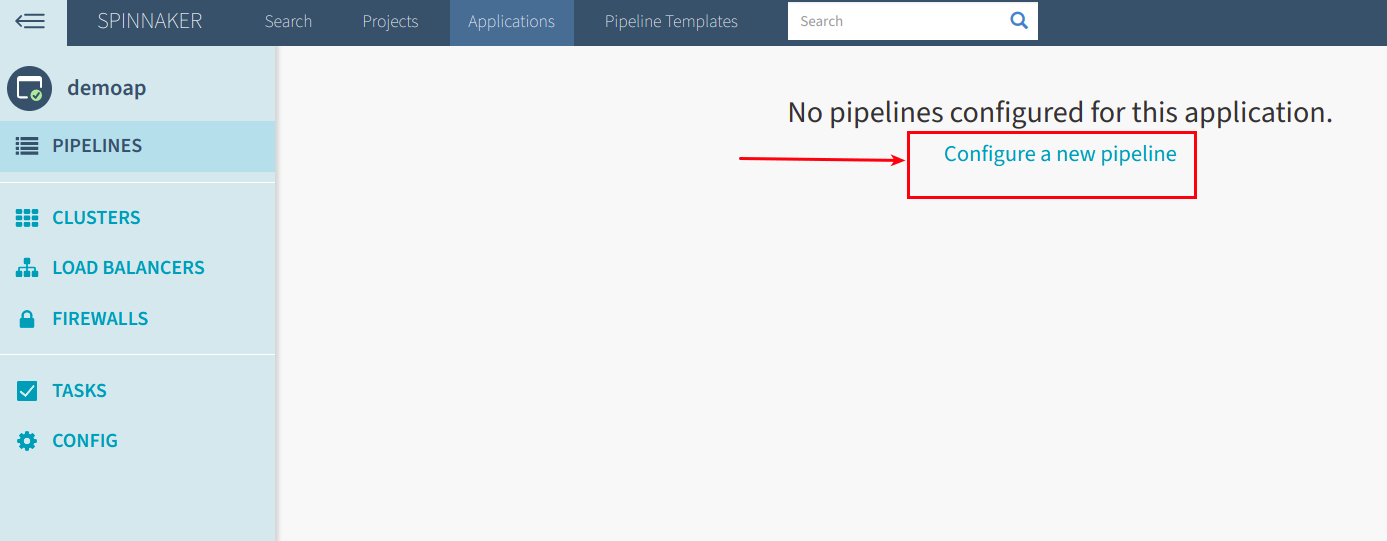 SPINNAKER Search Projects Applications Pipeline Templates Search
demoap
PIPELINES
CLUSTERS
LOAD BALANCERS
FIREWALLS
TASKS
CONFIG
No pipelines configured for this application.
Configure a new pipeline